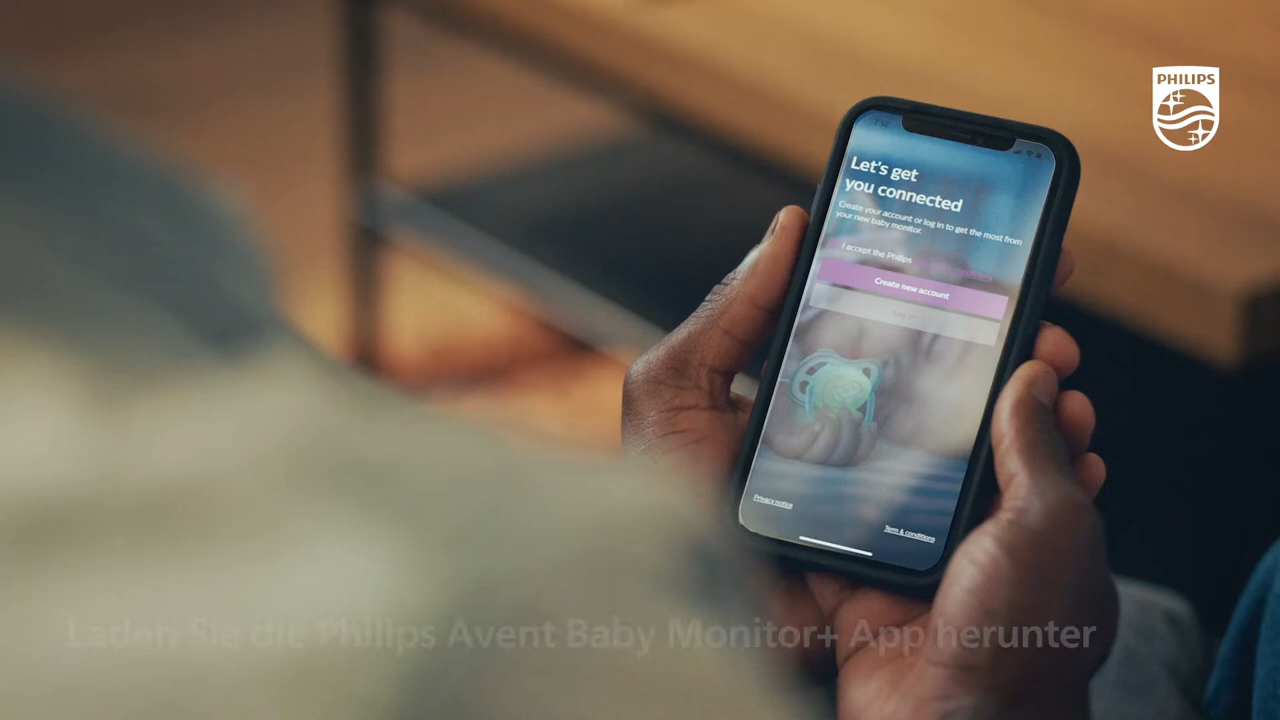 PHILIPS
Let's get
you connected
Create your account or log in to get the most from
your new baby monitor.
I accept the Philips
Create new account
Log in
Privacy notice
Term & conditions
Laden Sie die Philips Avent Baby Monitor+ App herunter